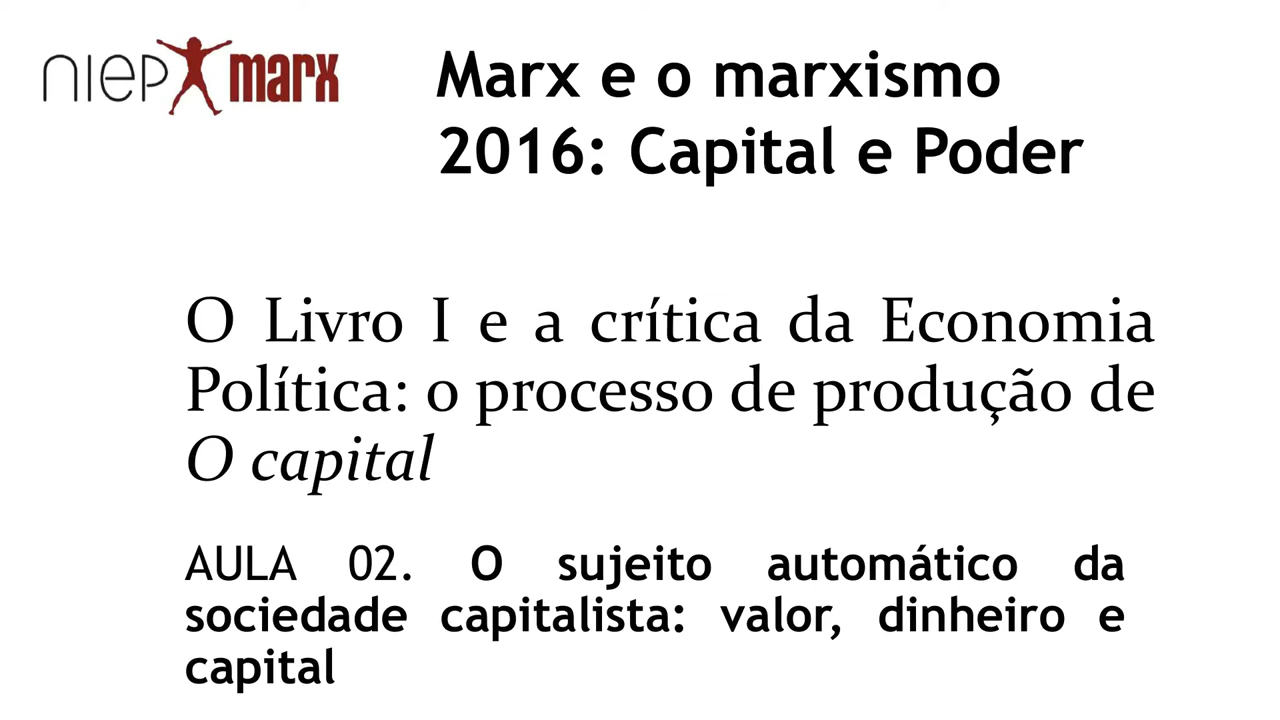 NIEP marx
Marx e o marxismo
2016: Capital e Poder
O Livro I e a crítica da Economia
Política: o processo de produção de
O capital
AULA 02. O sujeito automático da
sociedade capitalista: valor, dinheiro e
capital